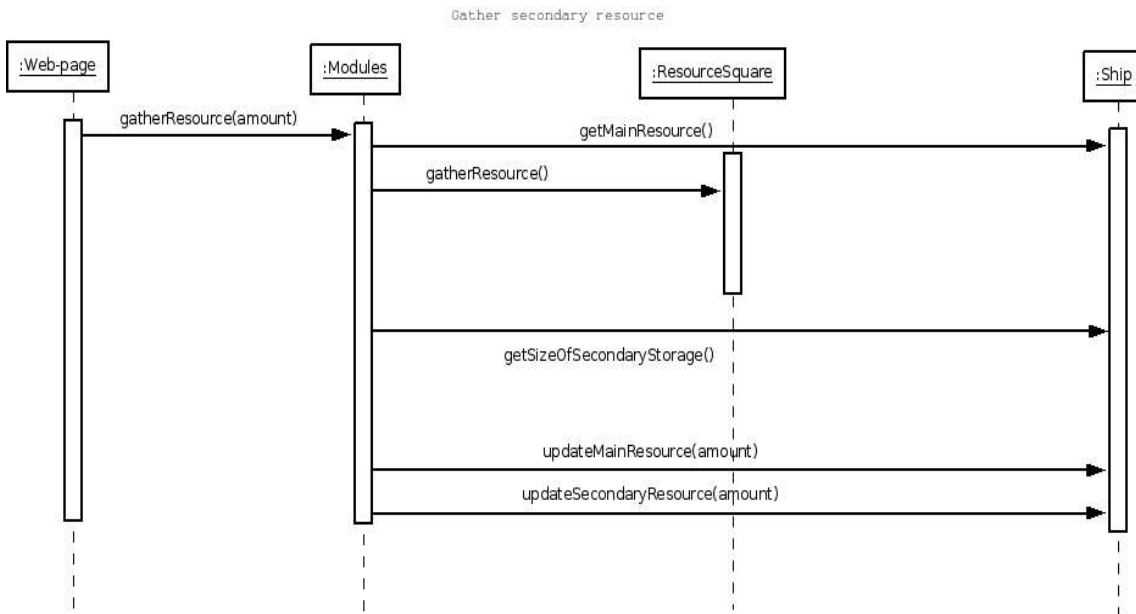 Gather secondary resource
:Web-page
:Modules
:ResourceSquare
:Ship
gatherResource(amount)
getMainResource()
gatherResource()
getSizeOfSecondaryStorage()
updateMainResource(amount)
updateSecondaryResource(amount)